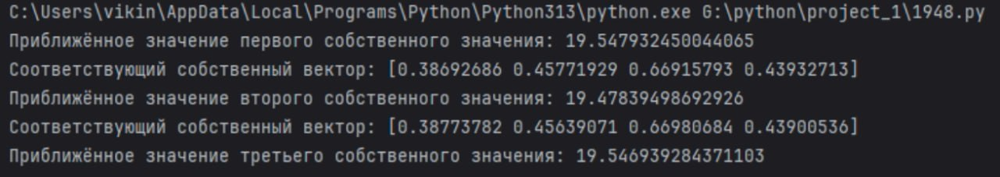 C:\Users\vikin\AppData\Local\Programs\Python\Python313\python.exe G:\python\project_1\1948.py
Приближённое значение первого собственного значения: 19.547932450044065
Соответствующий собственный вектор: [0.38692686 0.45771929 0.66915793 0.43932713]
Приближённое значение второго собственного значения: 19.47839498692926
Соответствующий собственный вектор: [0.38773782 0.45639071 0.66980684 0.43900536]
Приближённое значение третьего собственного значения: 19.546939284371103